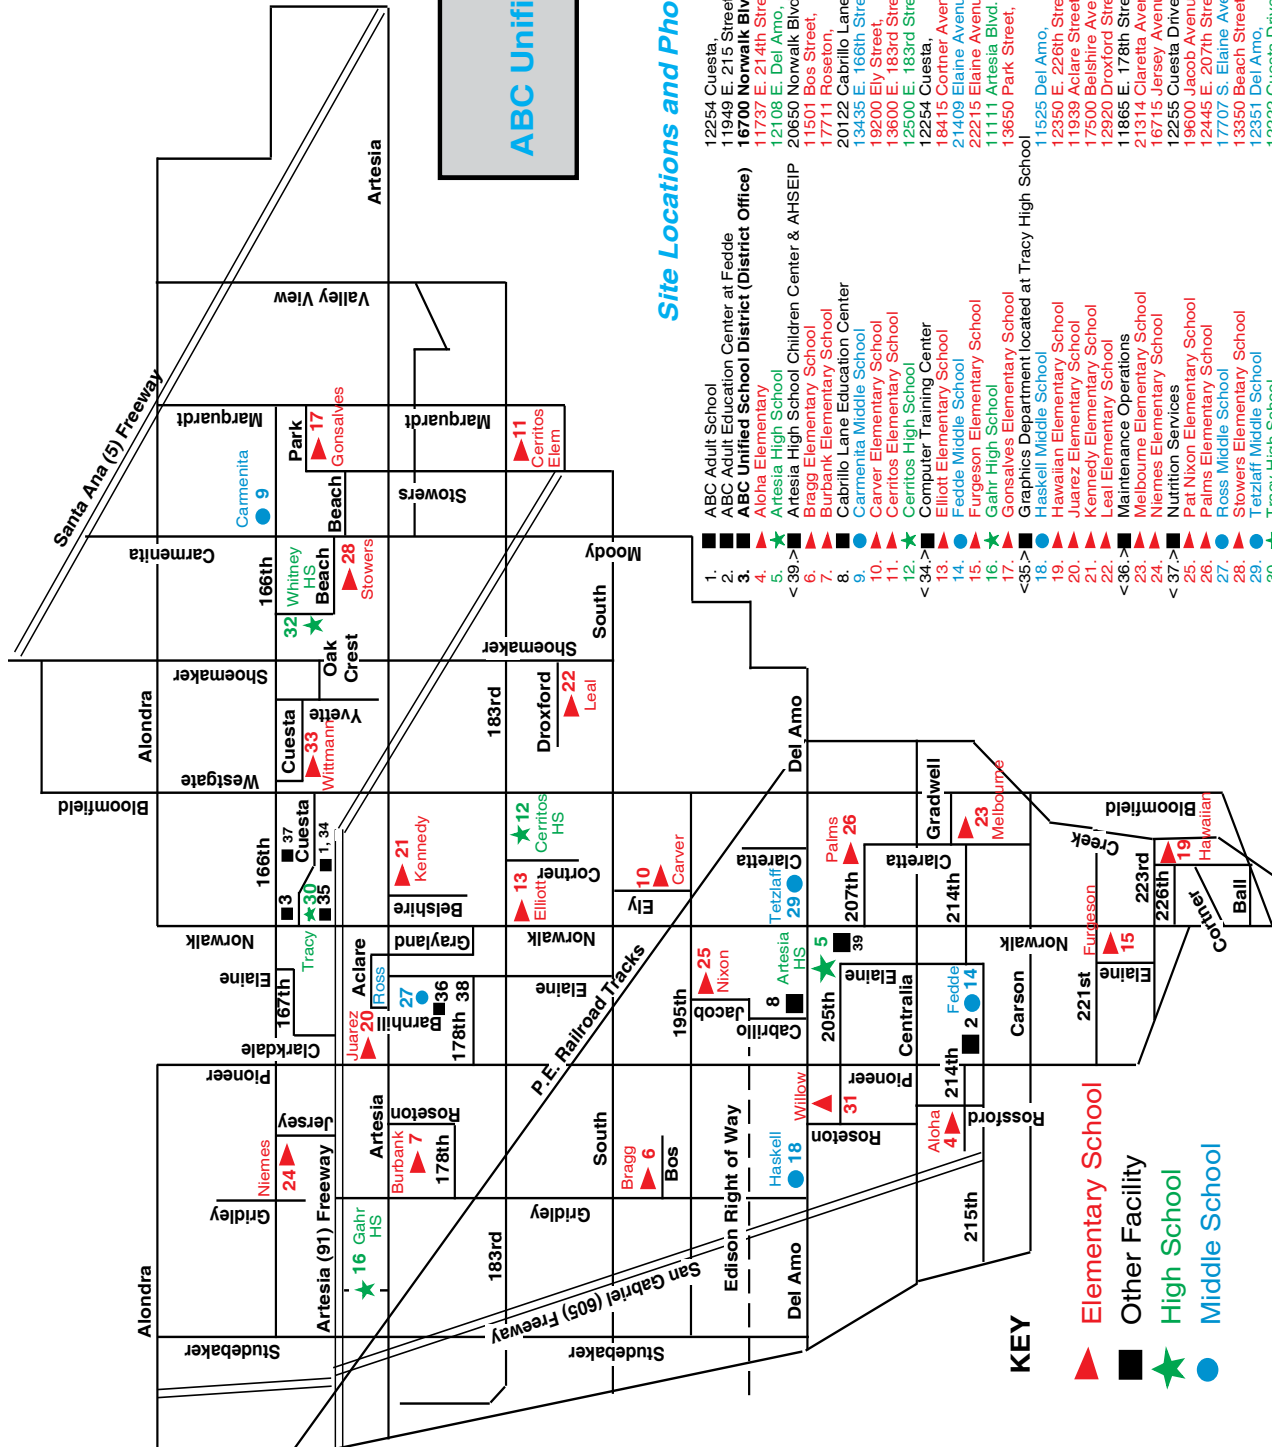 ABC Unifi
Site Locations and Pho
1. ABC Adult School 12254 Cuesta,
2. ABC Adult Education Center at Fedde 11949 E. 215 Street
3. ABC Unified School District (District Office) 16700 Norwalk Blv
4. Aloha Elementary 11737 E. 214th Stre
5. Artesia High School 12108 E. Del Amo,
< 39.> Artesia High School Children Center & AHSEIP 20650 Norwalk Blvd
6. Bragg Elementary School 11501 Bos Street,
7. Burbank Elementary School 17711 Roseton,
8. Cabrillo Lane Education Center 20122 Cabrillo Lane
9. Carmenita Middle School 13435 E. 166th Stre
10. Carver Elementary School 19200 Ely Street,
11. Cerritos Elementary School 13600 E. 183rd Stre
12. Cerritos High School 12500 E. 183rd Stre
<34.> Computer Training Center 12254 Cuesta,
13. Elliott Elementary School 18415 Cortner Aven
14. Fedde Middle School 21409 Elaine Avenu
15. Furgeson Elementary School 22215 Elaine Avenu
16. Gahr High School 11111 Artesia Blvd.
17. Gonsalves Elementary School 13650 Park Street,
<35.> Graphics Department located at Tracy High School
18. Haskell Middle School 11525 Del Amo,
19. Hawaiian Elementary School 12350 E. 226th Stre
20. Juarez Elementary School 11939 Aclare Street
21. Kennedy Elementary School 17500 Belshire Ave
22. Leal Elementary School 12920 Droxford Stre
<36.> Maintenance Operations 11865 E. 178th Stre
23. Melbourne Elementary School 21314 Claretta Aven
24. Niemes Elementary School 16715 Jersey Avenu
< 37.> Nutrition Services 12255 Cuesta Drive
25. Pat Nixon Elementary School 19600 Jacob Avenu
26. Palms Elementary School 12445 E. 207th Stre
27. Ross Middle School 17707 S. Elaine Ave
28. Stowers Elementary School 13350 Beach Street
29. Tetzlaff Middle School 12351 Del Amo,
KEY
Elementary School
Other Facility
High School
Middle School
Santa Ana (5) Freeway
Artesia
Valley View
Marquardt
Park
17
Gonsalves
Marquardt
11
Cerritos
Elem
Carmenita
9
Beach
Stowers
Carmenita
166th
Whitney
HS
32
Beach
28
Stowers
Moody
Oak
Crest
Shoemaker
Shoemaker
South
Alondra
Yvette
Cuesta
33
Wittmann
Westgate
183rd
Droxford
22
Leal
Del Amo
Bloomfield
166th
37
Cuesta
1, 34
3
30
35
Tracy
21
Kennedy
Belshire
12
Cerritos
HS
13
Elliott
Cortner
10
Carver
Ely
Claretta
Tetzlaff
29
Palms
26
207th
Claretta
Gradwell
23
Melbourne
214th
Creek
Bloomfield
19
Hawaiian
223rd
226th
Cortner
Ball
Norwalk
Grayland
Norwalk
Norwalk
Elaine
167th
Clarkdale
Aclare
Ross
27
Juarez
20
Barnhill
36
178th 38
Elaine
P.E. Railroad Tracks
195th
25
Nixon
Jacob
Cabrillo
8
Artesia
HS
5
39
205th
Elaine
Centralia
Fedde
14
2
214th
Carson
Furgeson
15
Elaine
221st
Pioneer
Jersey
Niemes
24
Gridley
Alondra
Artesia (91) Freeway
Artesia
Burbank
7
Roseton
178th
16 Gahr
HS
183rd
Gridley
South
Bragg
6
Bos
Edison Right of Way
Haskell
18
Del Amo
Willow
31
Pioneer
Roseton
Aloha
4
Rossford
215th
San Gabriel (605) Freeway
Studebaker
Studebaker